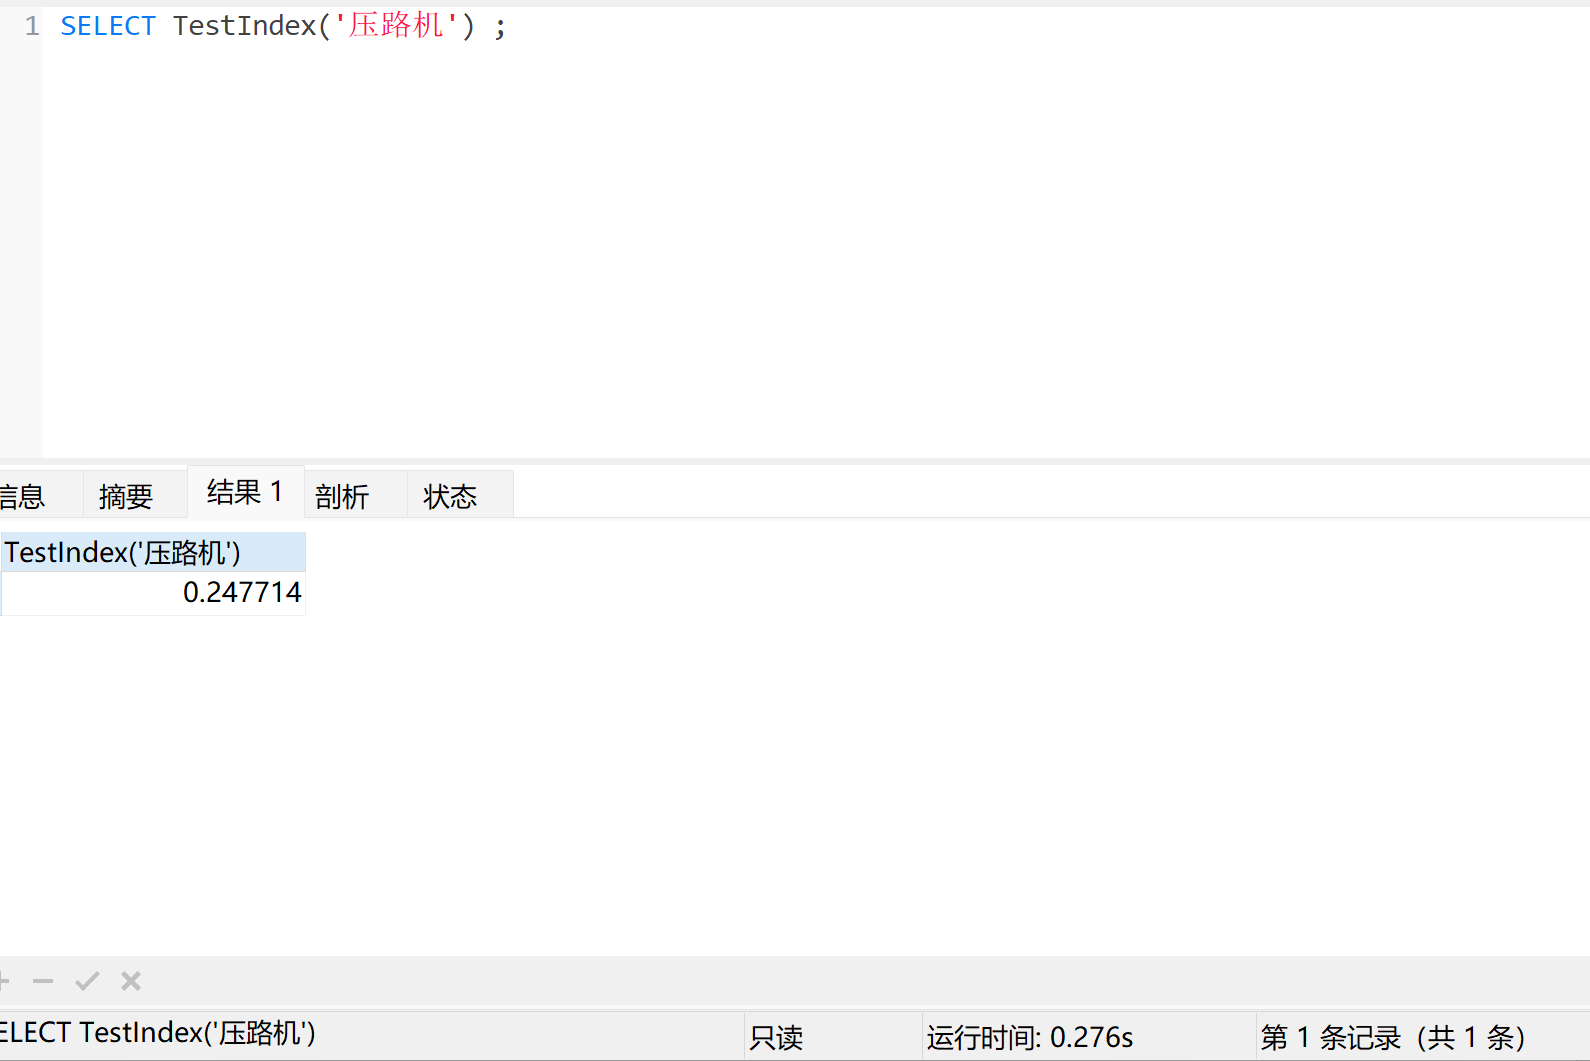 1 SELECT TestIndex('压路机') ;
信息 摘要 结果 1 剖析 状态
TestIndex('压路机')
0.247714
ELECT TestIndex('压路机') 只读 运行时间: 0.276s 第 1 条记录 (共 1 条)